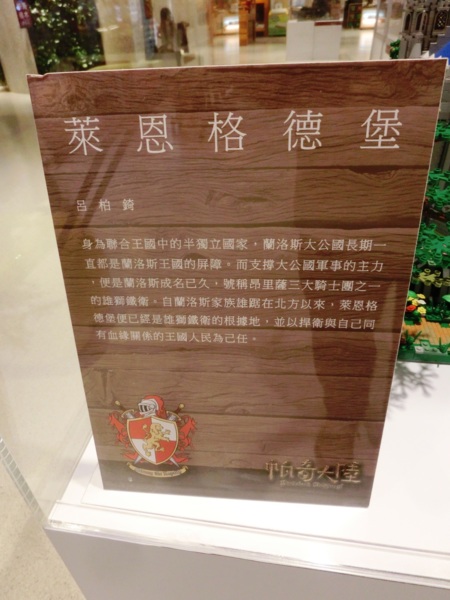 萊恩格德堡
呂柏錡
身為聯合王國中的半獨立國家，蘭洛斯大公國長期一
直都是蘭洛斯王國的屏障。而支撐大公國軍事的主力
，便是蘭洛斯成名已久，號稱昂里薩三大騎士團之一
的雄獅鐵衛。自蘭洛斯家族雄踞在北方以來，萊恩格
德堡便已經是雄獅鐵衛的根據地，並以捍衛與自己同
有血緣關係的王國人民為己任。
帕奇大陸